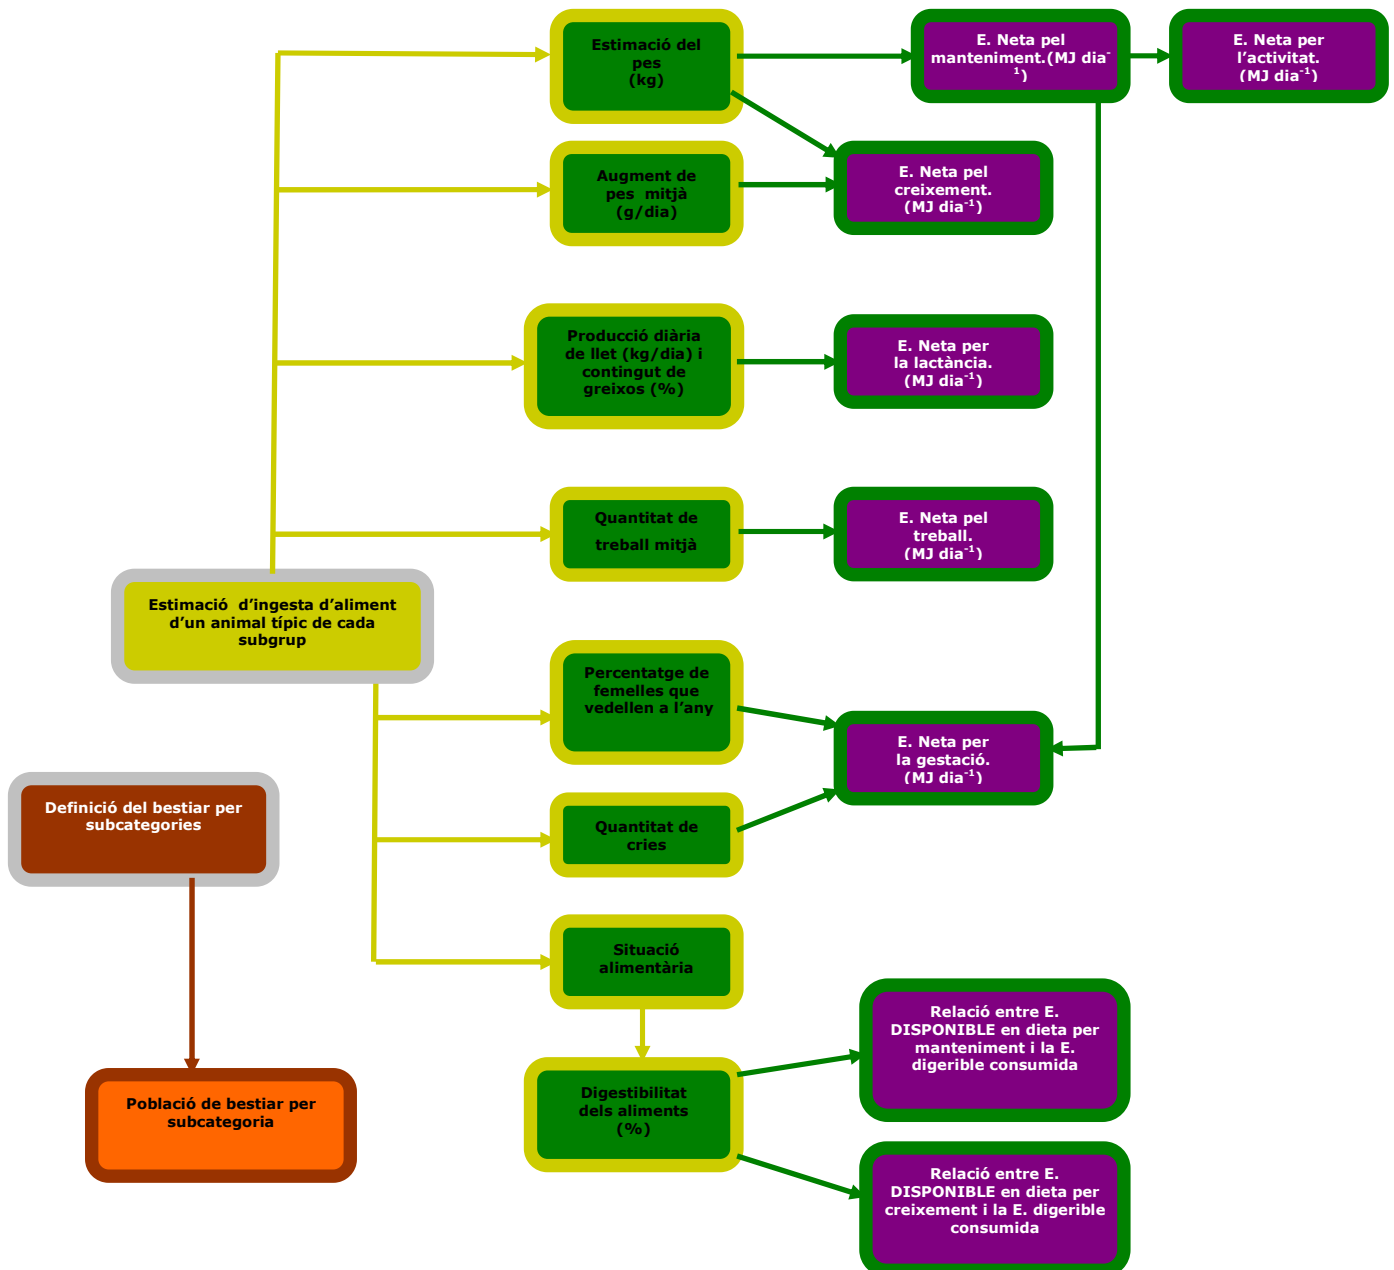 Estimació del
pes
(kg)
E. Neta pel
manteniment.(MJ dia⁻
¹)
E. Neta per
l’activitat.
(MJ dia⁻¹)
Augment de
pes mitjà
(g/dia)
E. Neta pel
creixement.
(MJ dia⁻¹)
Producció diària
de llet (kg/dia) i
contingut de
greixos (%)
E. Neta per
la lactància.
(MJ dia⁻¹)
Quantitat de
treball mitjà
E. Neta pel
treball.
(MJ dia⁻¹)
Estimació d’ingesta d’aliment
d’un animal típic de cada
subgrup
Percentatge de
femelles que
vedellen a l’any
E. Neta per
la gestació.
(MJ dia⁻¹)
Definició del bestiar per
subcategories
Quantitat de
cries
Situació
alimentària
Relació entre E.
DISPONIBLE en dieta per
manteniment i la E.
digerible consumida
Població de bestiar per
subcategoria
Digestibilitat
dels aliments
(%)
Relació entre E.
DISPONIBLE en dieta per
creixement i la E. digerible
consumida